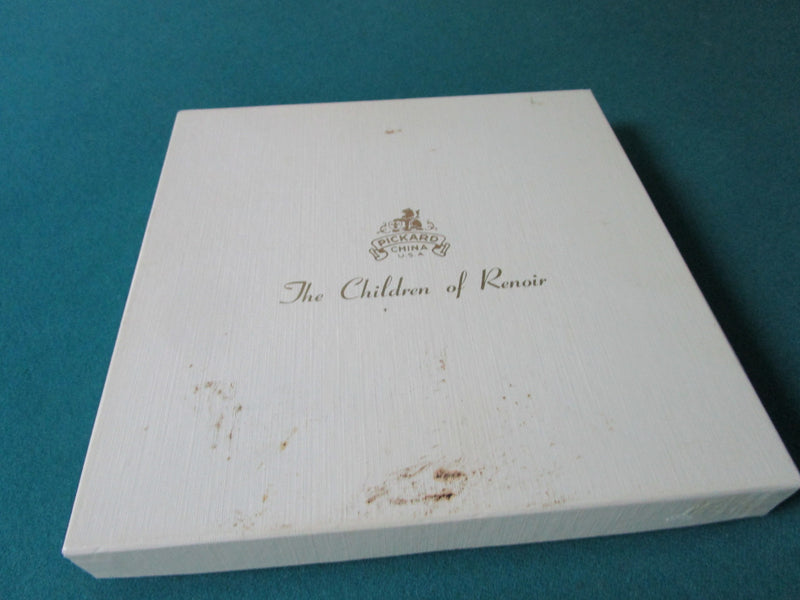 PICKARD
CHINA
U.S.A
The Children of Renoir